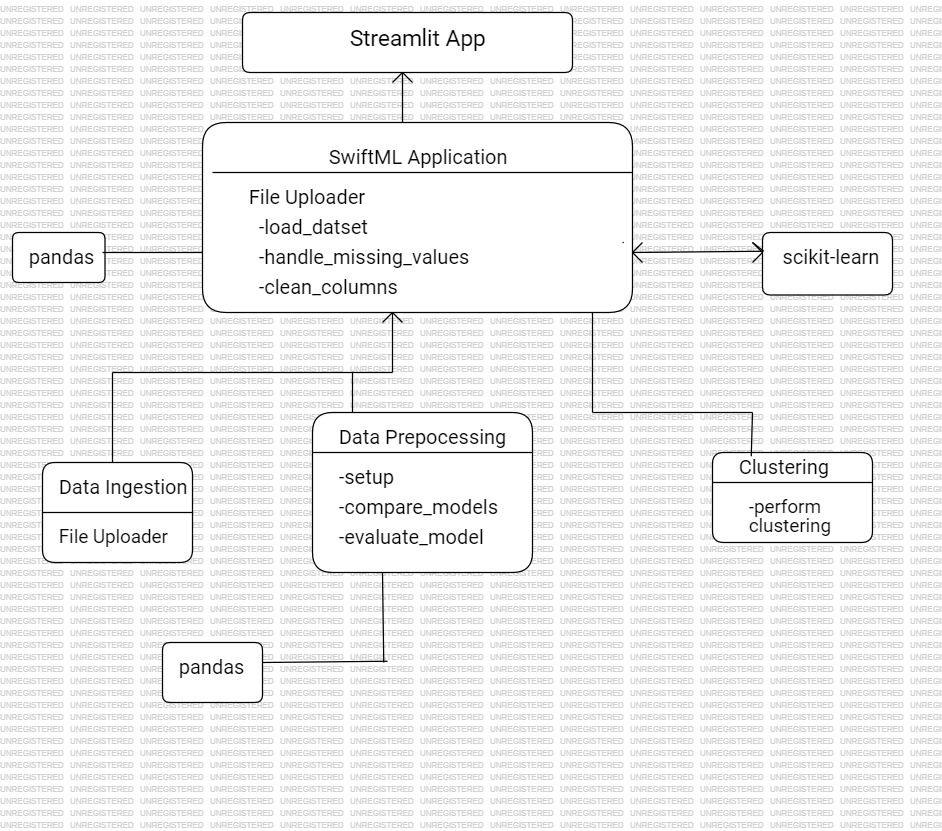 Streamlit App
SwiftML Application
File Uploader
-load_datset
-handle_missing_values
-clean_columns
pandas
scikit-learn
Data Prepocessing
-setup
-compare_models
-evaluate_model
Data Ingestion
File Uploader
Clustering
-perform
clustering
pandas
UNREGISTERED